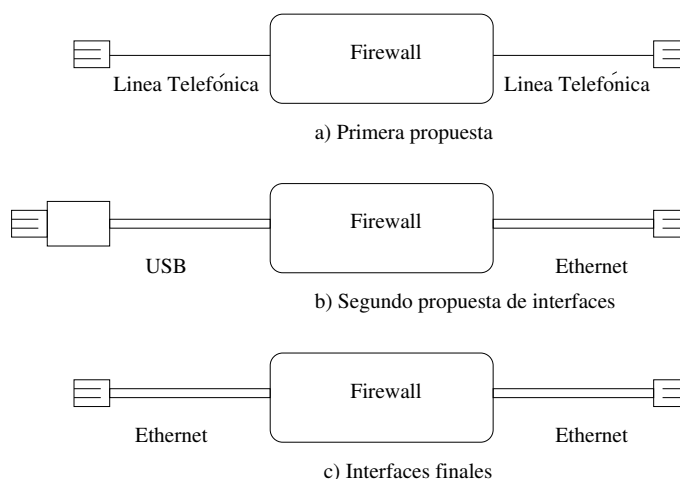 Firewall
Linea Telefónica
Linea Telefónica
a) Primera propuesta
Firewall
USB
Ethernet
b) Segundo propuesta de interfaces
Firewall
Ethernet
Ethernet
c) Interfaces finales